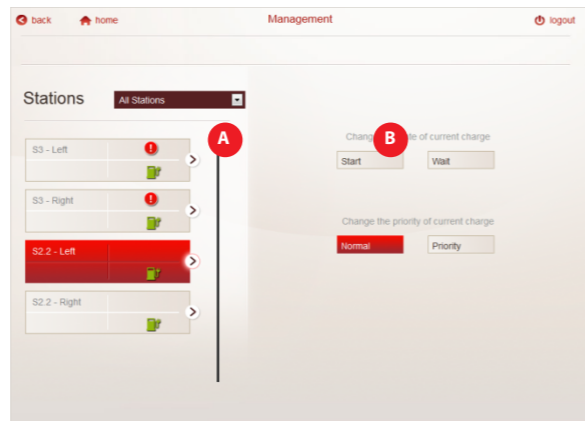 back home Management logout
Stations All Stations
A
B
Change te of current charge
S3 - Left
Start Wait
S3 - Right
Change the priority of current charge
S2.2 - Left
Normal Priority
S2.2 - Right